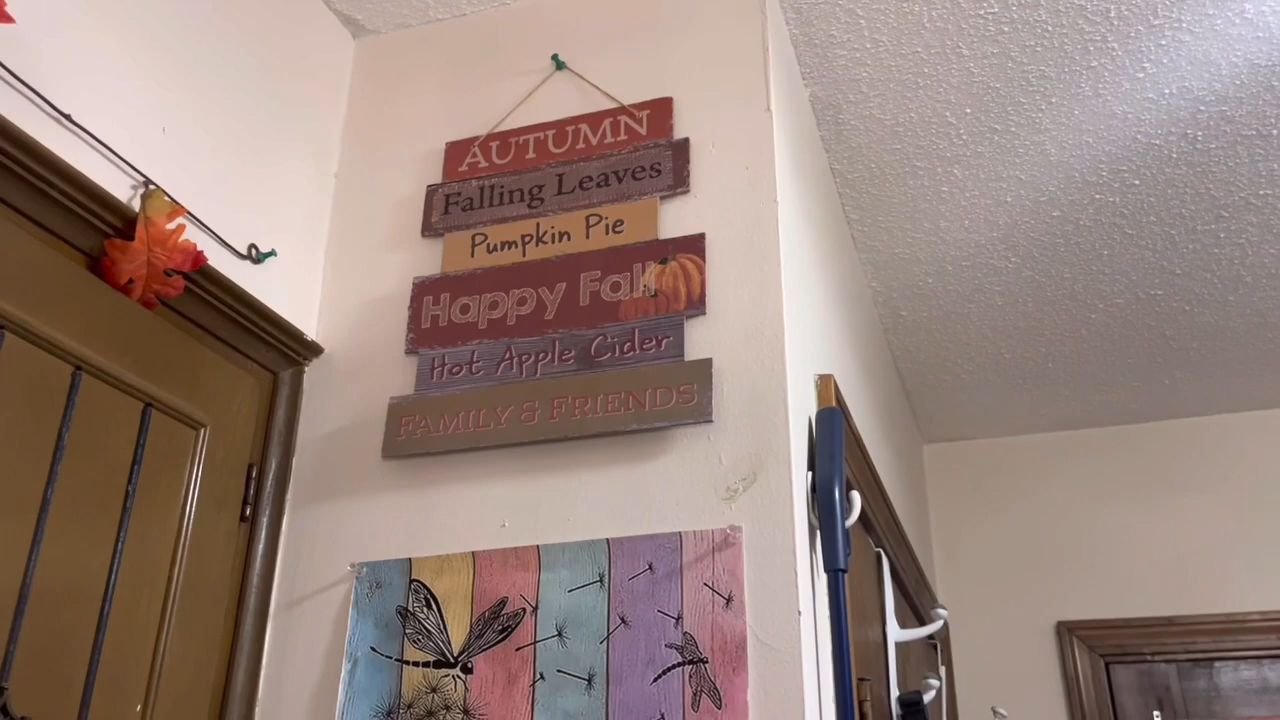 AUTUMN
Falling Leaves
Pumpkin Pie
Happy Fall
Hot Apple Cider
FAMILY & FRIENDS